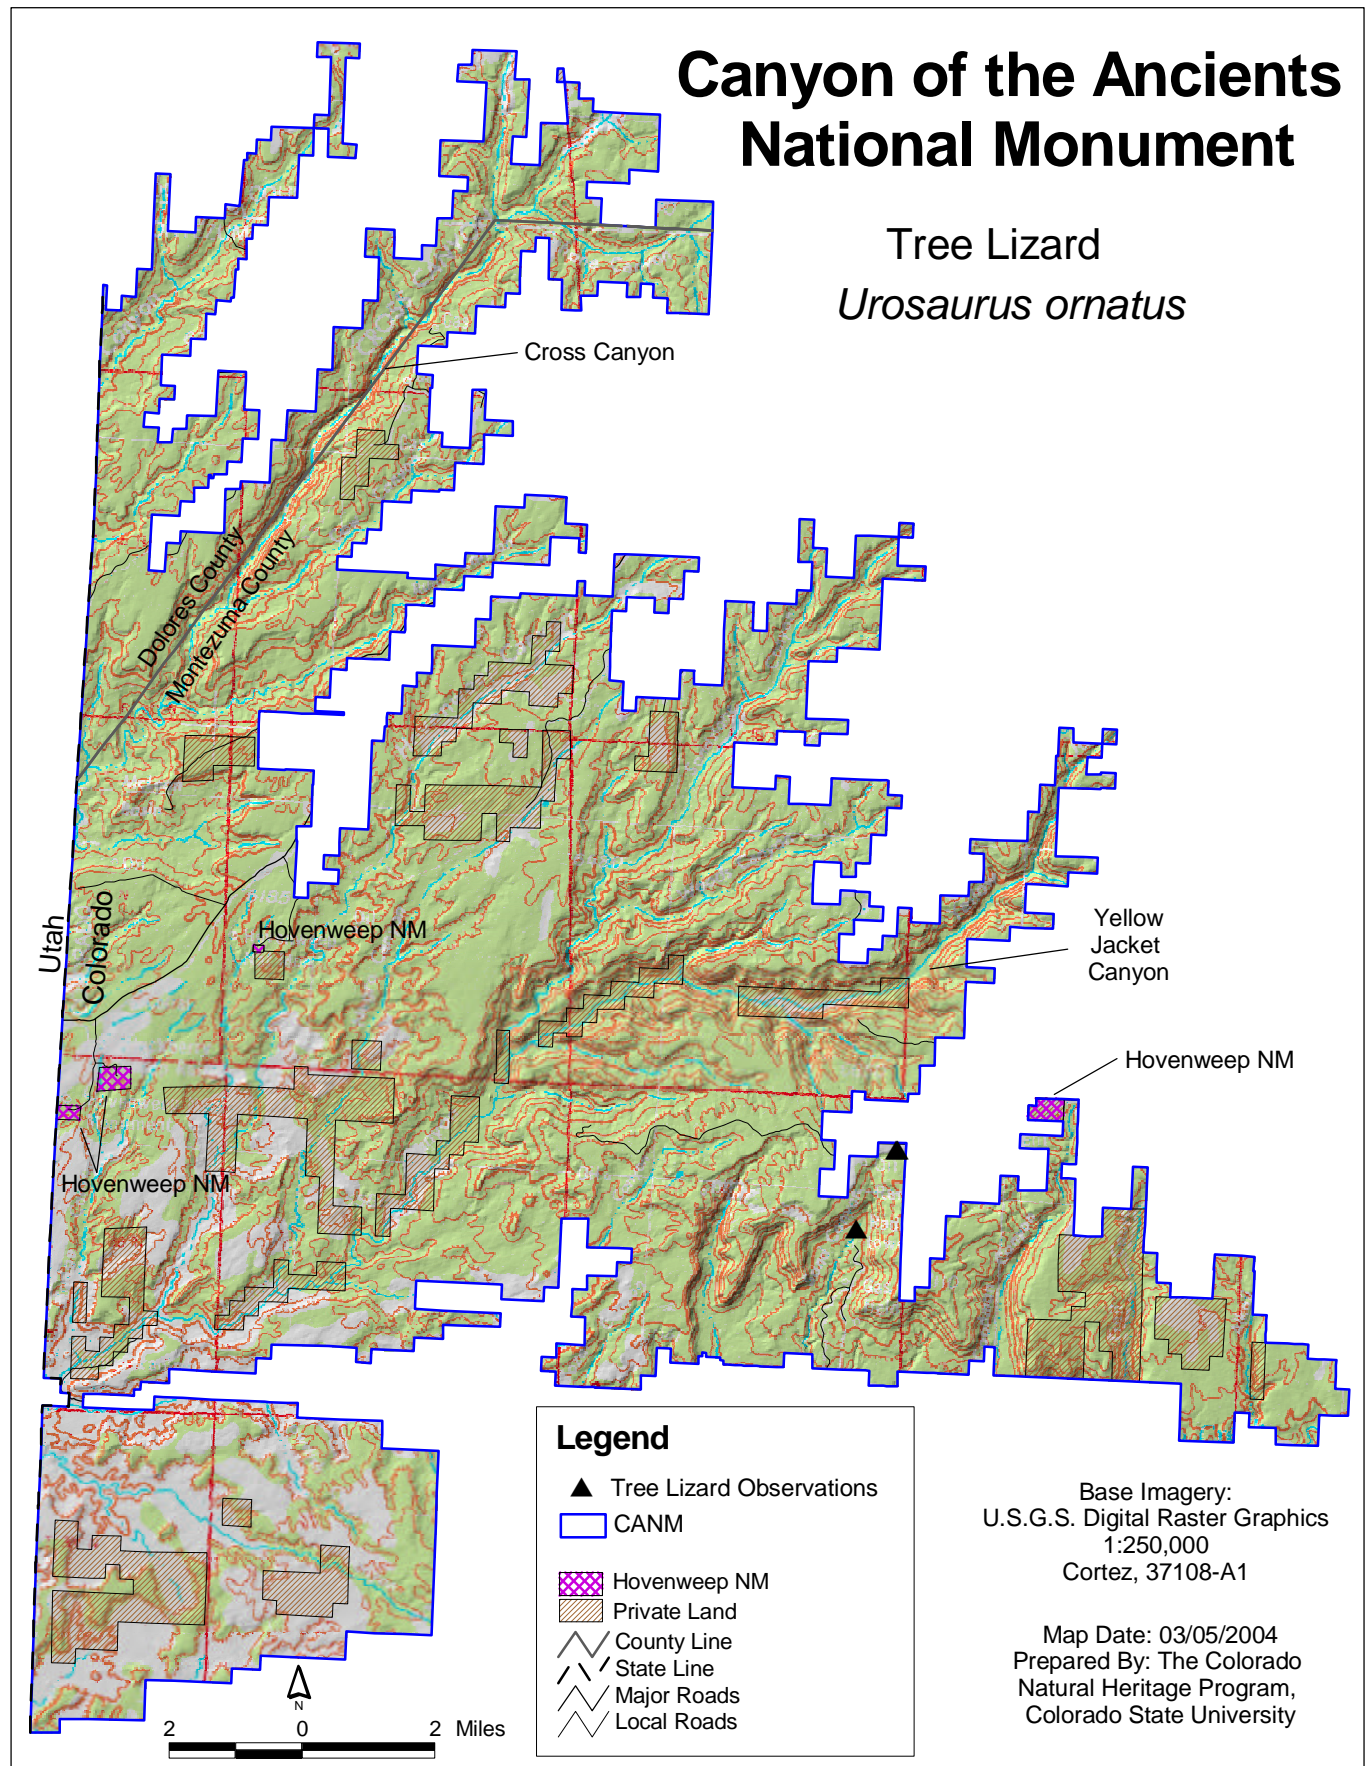 Canyon of the Ancients
National Monument
Tree Lizard
Urosaurus ornatus
Cross Canyon
Dolores County
Montezuma County
Utah
Colorado
Hovenweep NM
Yellow
Jacket
Canyon
Hovenweep NM
Hovenweep NM
Legend
Tree Lizard Observations
CANM
Hovenweep NM
Private Land
County Line
State Line
Major Roads
Local Roads
N
2 0 2 Miles
Base Imagery:
U.S.G.S. Digital Raster Graphics
1:250,000
Cortez, 37108-A1
Map Date: 03/05/2004
Prepared By: The Colorado
Natural Heritage Program,
Colorado State University